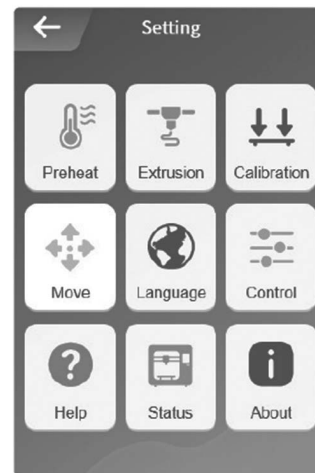 Setting
Preheat Extrusion Calibration
Move Language Control
Help Status About